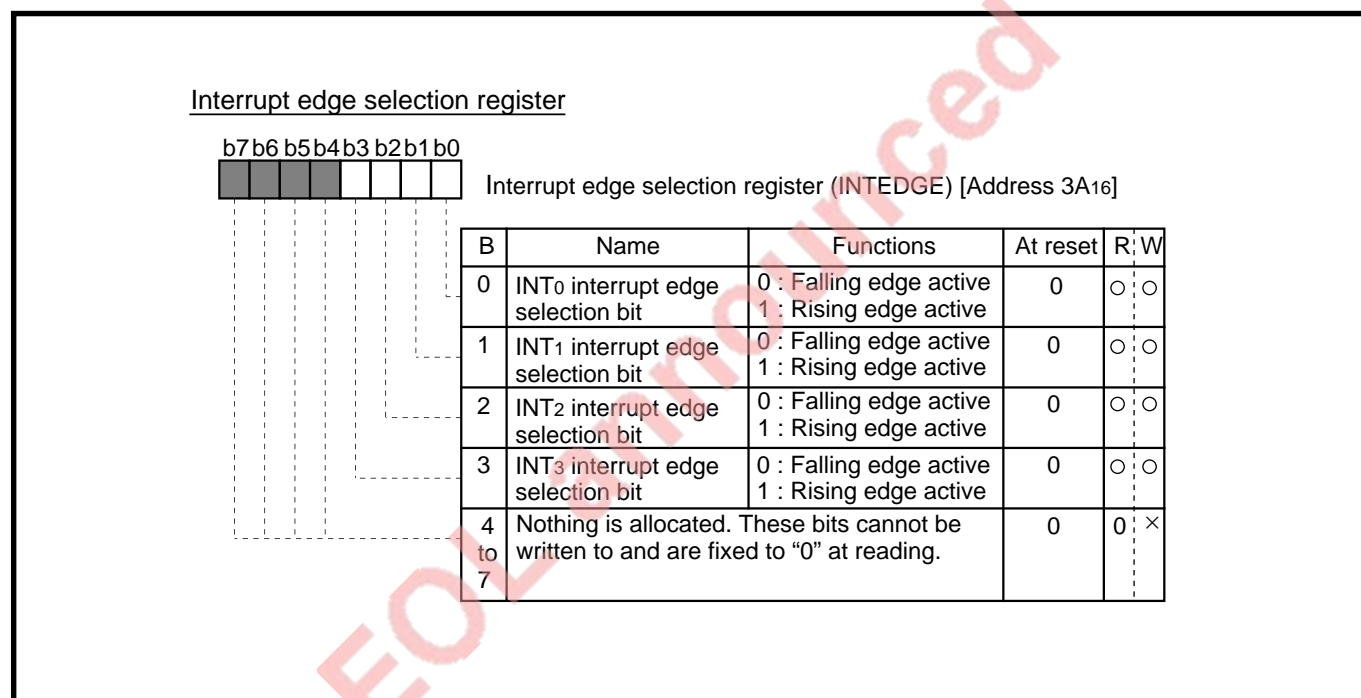 Interrupt edge selection register
b7 b6 b5 b4 b3 b2 b1 b0
Interrupt edge selection register (INTEDGE) [Address 3A16]
B Name Functions At reset R W
0 INT0 interrupt edge selection bit 0 : Falling edge active 0 ○ ○
1 : Rising edge active
1 INT1 interrupt edge selection bit 0 : Falling edge active 0 ○ ○
1 : Rising edge active
2 INT2 interrupt edge selection bit 0 : Falling edge active 0 ○ ○
1 : Rising edge active
3 INT3 interrupt edge selection bit 0 : Falling edge active 0 ○ ○
1 : Rising edge active
4 Nothing is allocated. These bits cannot be 0 0 ×
to written to and are fixed to “0” at reading.
7
EOL announced